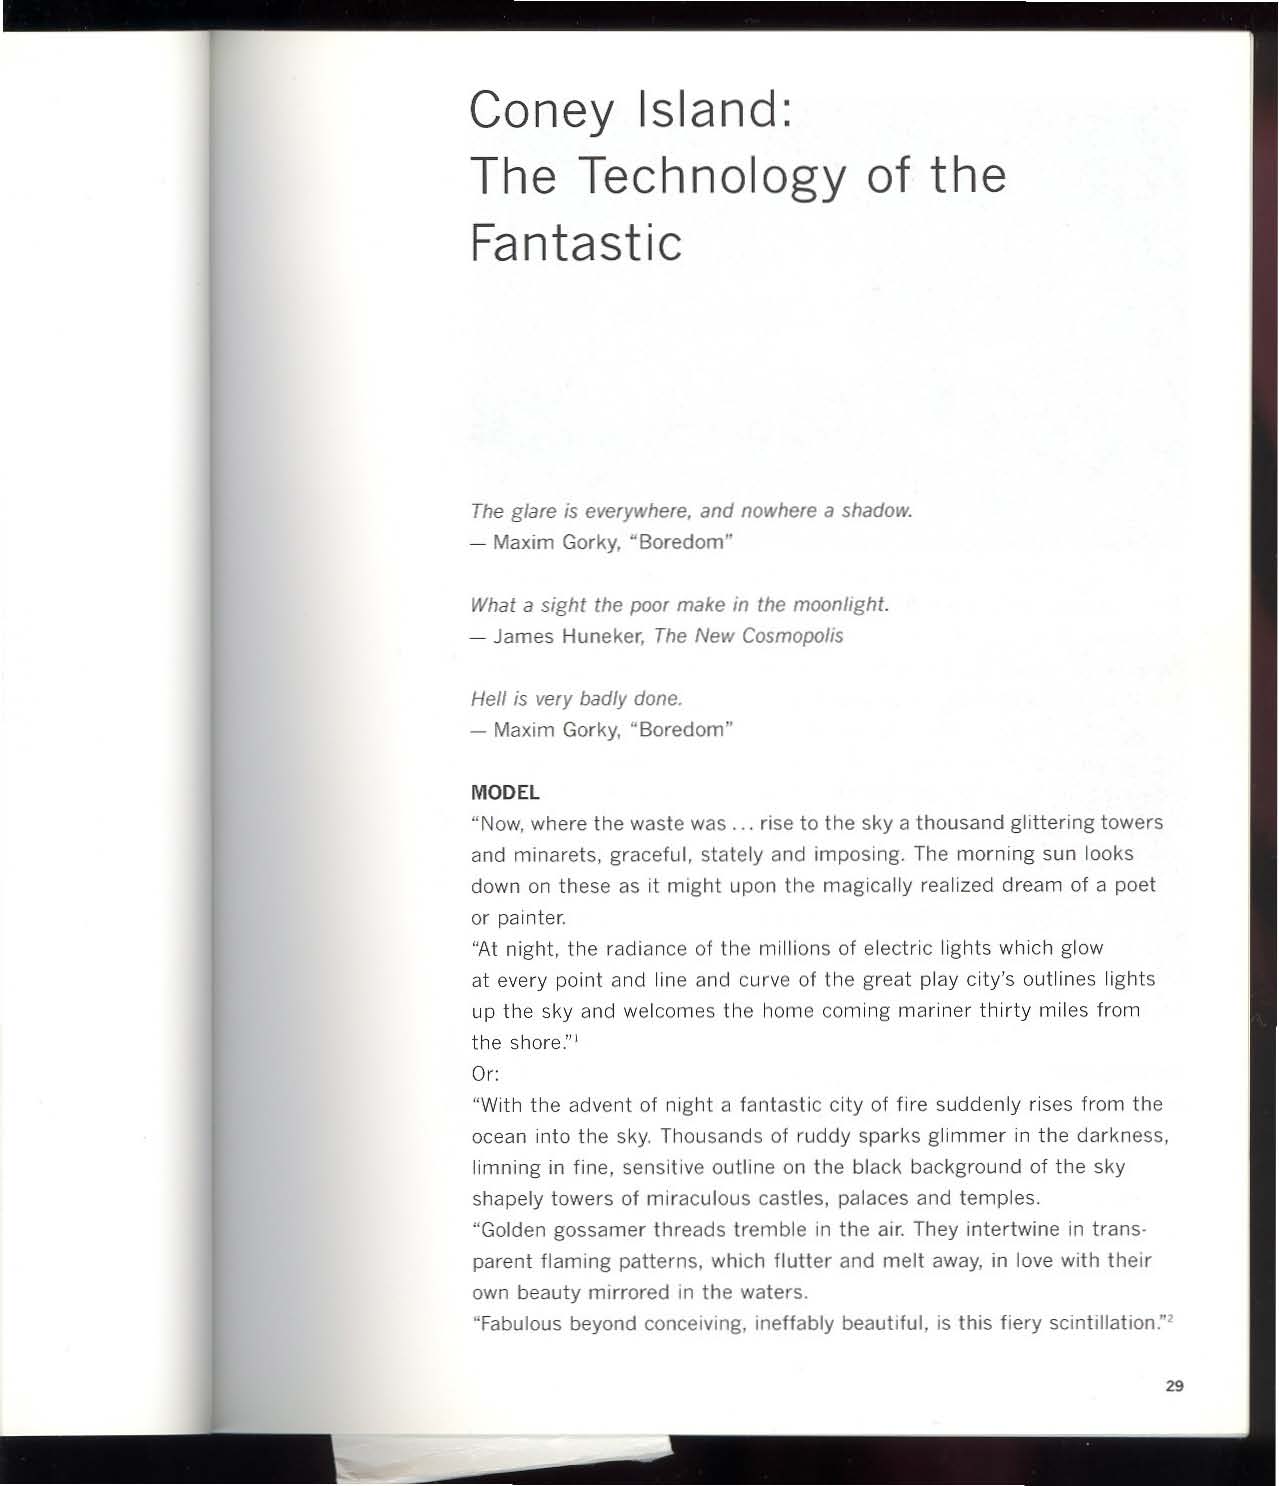 Coney Island:
The Technology of the
Fantastic
The glare is everywhere, and nowhere a shadow.
— Maxim Gorky, “Boredom”
What a sight the poor make in the moonlight.
— James Huneker, The New Cosmopolis
Hell is very badly done.
— Maxim Gorky, “Boredom”
MODEL
“Now, where the waste was ... rise to the sky a thousand glittering towers
and minarets, graceful, stately and imposing. The morning sun looks
down on these as it might upon the magically realized dream of a poet
or painter.
“At night, the radiance of the millions of electric lights which glow
at every point and line and curve of the great play city’s outlines lights
up the sky and welcomes the home coming mariner thirty miles from
the shore.”1
Or:
“With the advent of night a fantastic city of fire suddenly rises from the
ocean into the sky. Thousands of ruddy sparks glimmer in the darkness,
limning in fine, sensitive outline on the black background of the sky
shapely towers of miraculous castles, palaces and temples.
“Golden gossamer threads tremble in the air. They intertwine in trans-
parent flaming patterns, which flutter and melt away, in love with their
own beauty mirrored in the waters.
“Fabulous beyond conceiving, ineffably beautiful, is this fiery scintillation.”2
29